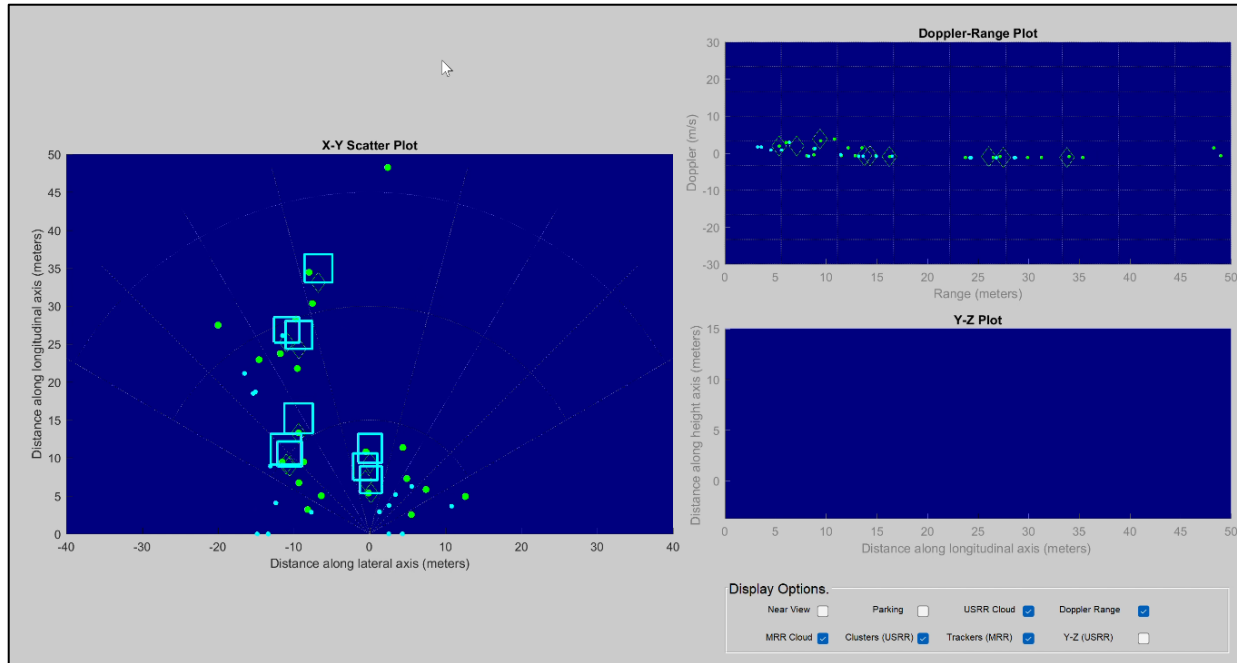 X-Y Scatter Plot
50
45
40
35
30
25
20
15
10
5
0
-40
-30
-20
-10
0
10
20
30
40
Distance along longitudinal axis (meters)
Distance along lateral axis (meters)
Doppler-Range Plot
30
20
10
0
-10
-20
-30
0
5
10
15
20
25
30
35
40
45
50
Doppler (m/s)
Range (meters)
Y-Z Plot
15
10
5
0
0
5
10
15
20
25
30
35
40
45
50
Distance along height axis (meters)
Distance along longitudinal axis (meters)
Display Options.
Near View
Parking
USRR Cloud
Doppler Range
MRR Cloud
Clusters (USRR)
Trackers (MRR)
Y-Z (USRR)